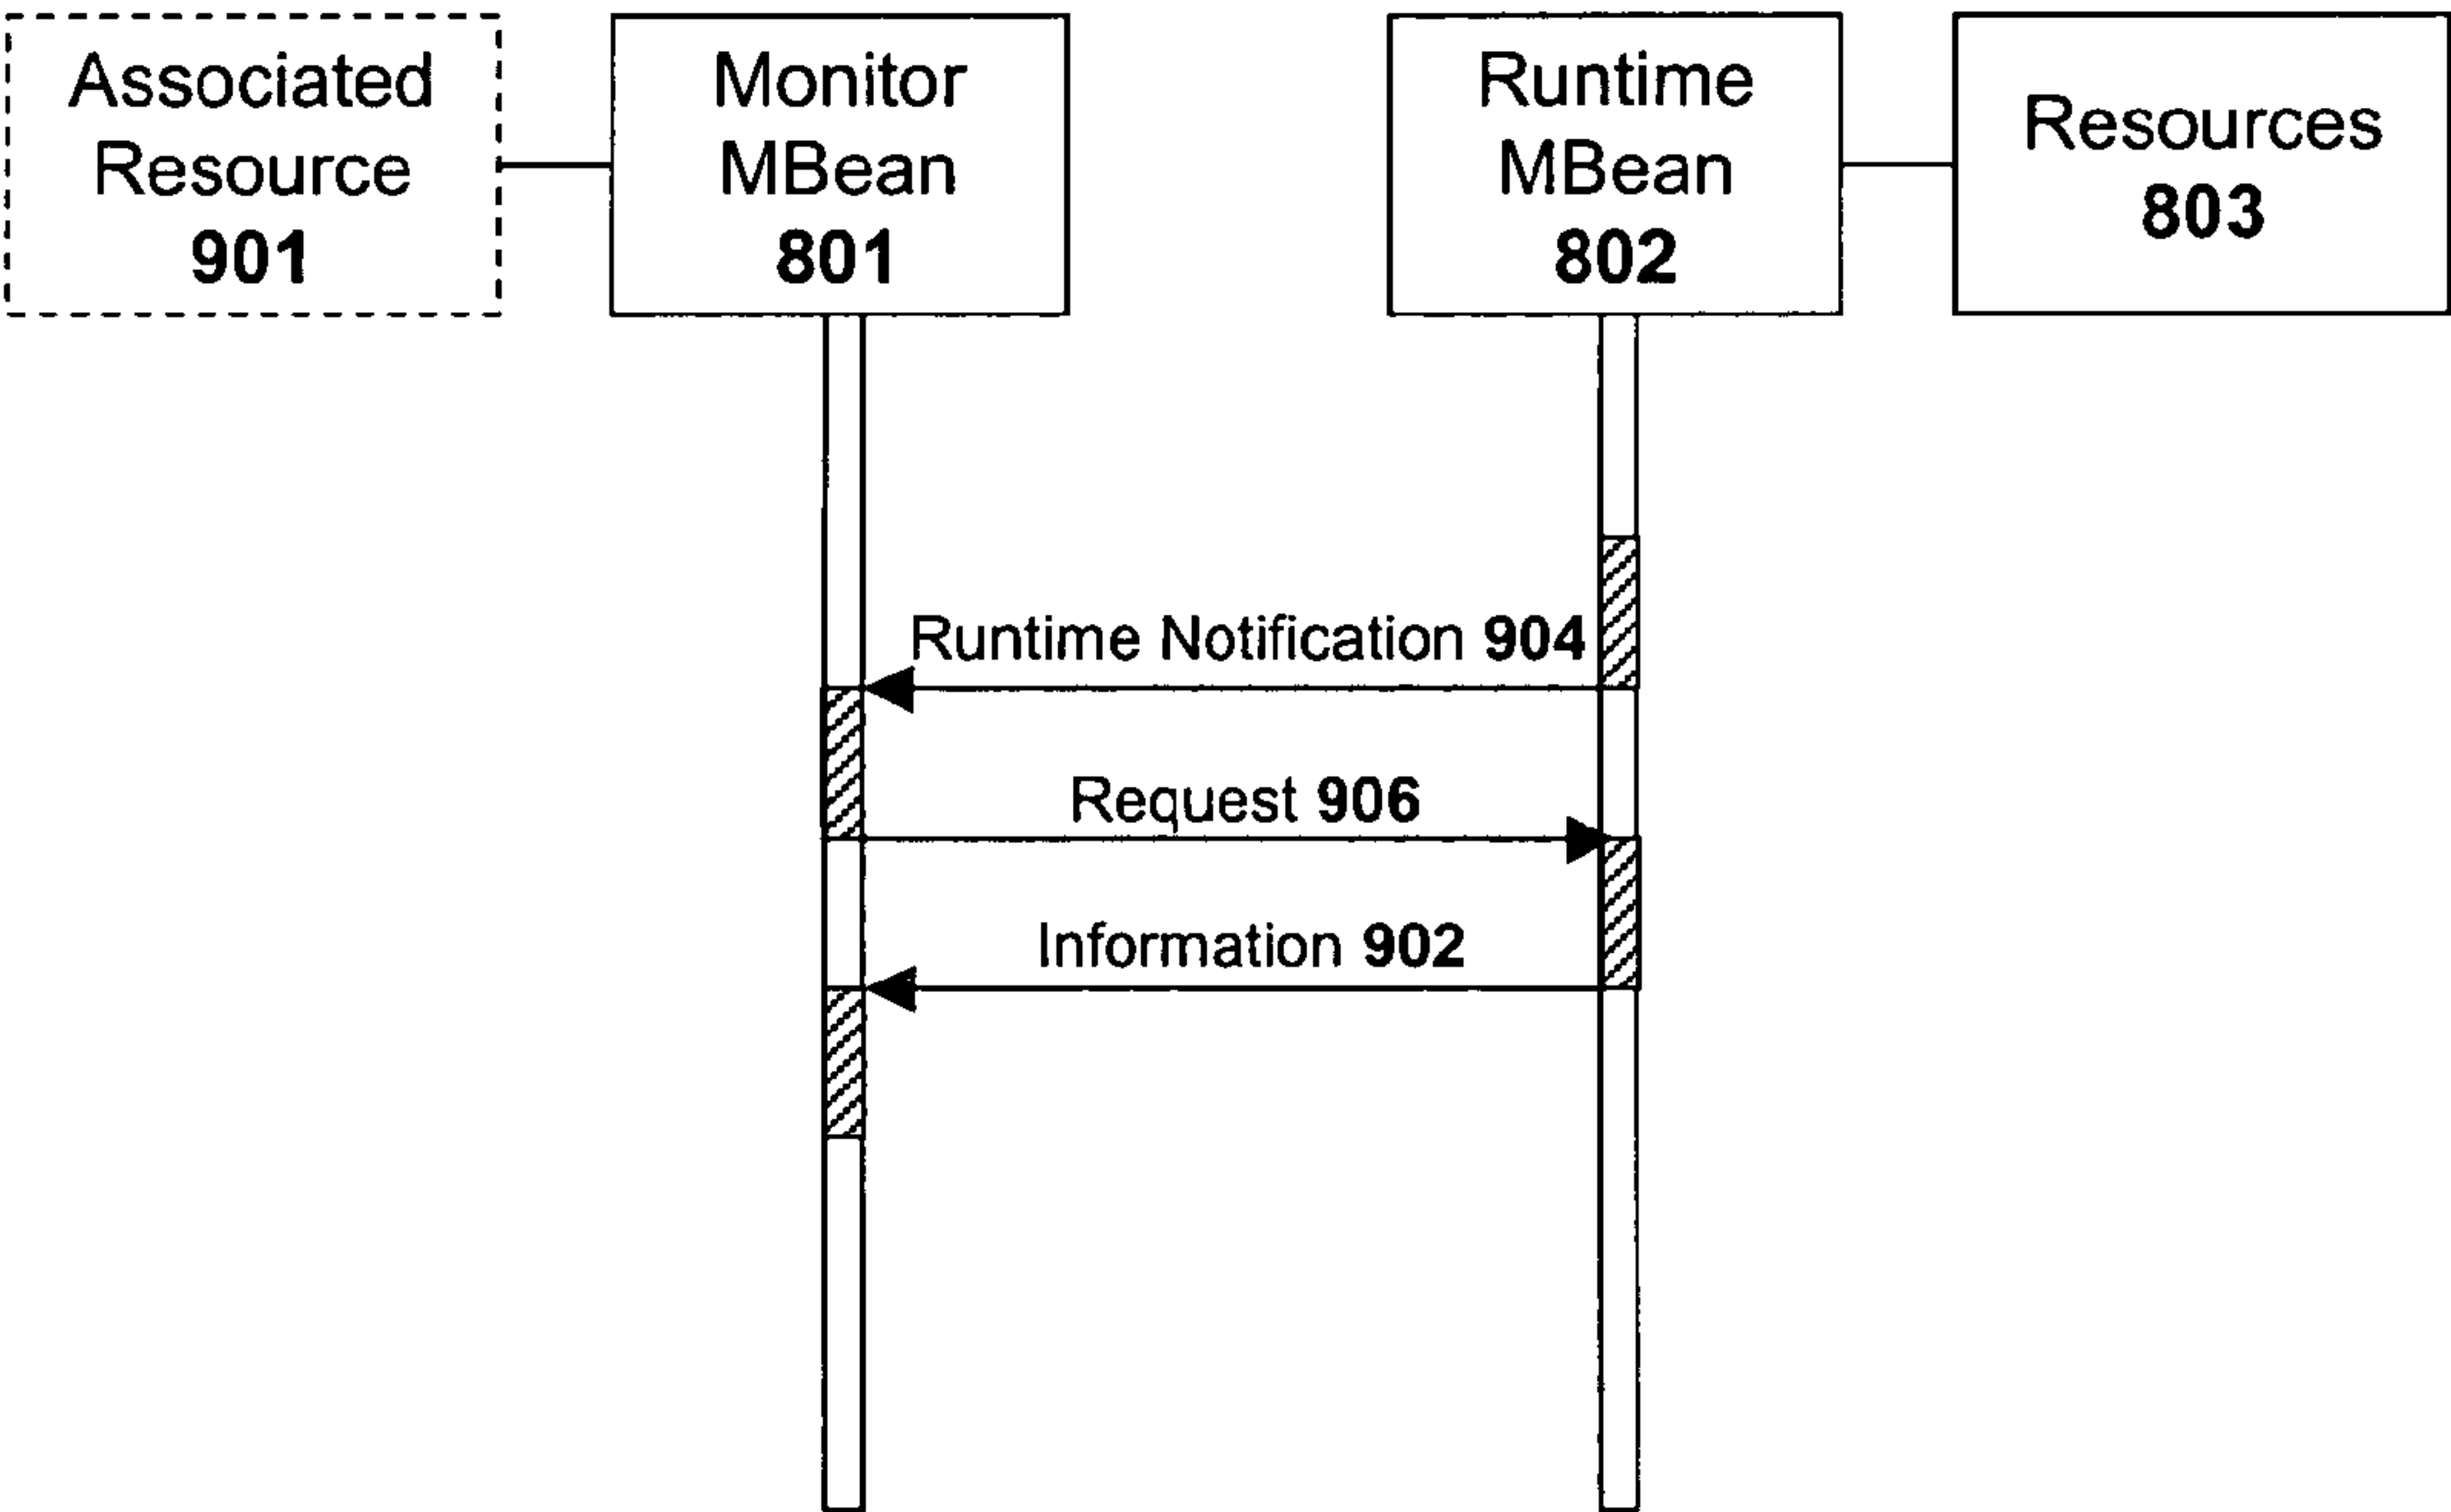 Associated
Resource
901
Monitor
MBean
801
Runtime
MBean
802
Resources
803
Runtime Notification 904
Request 906
Information 902